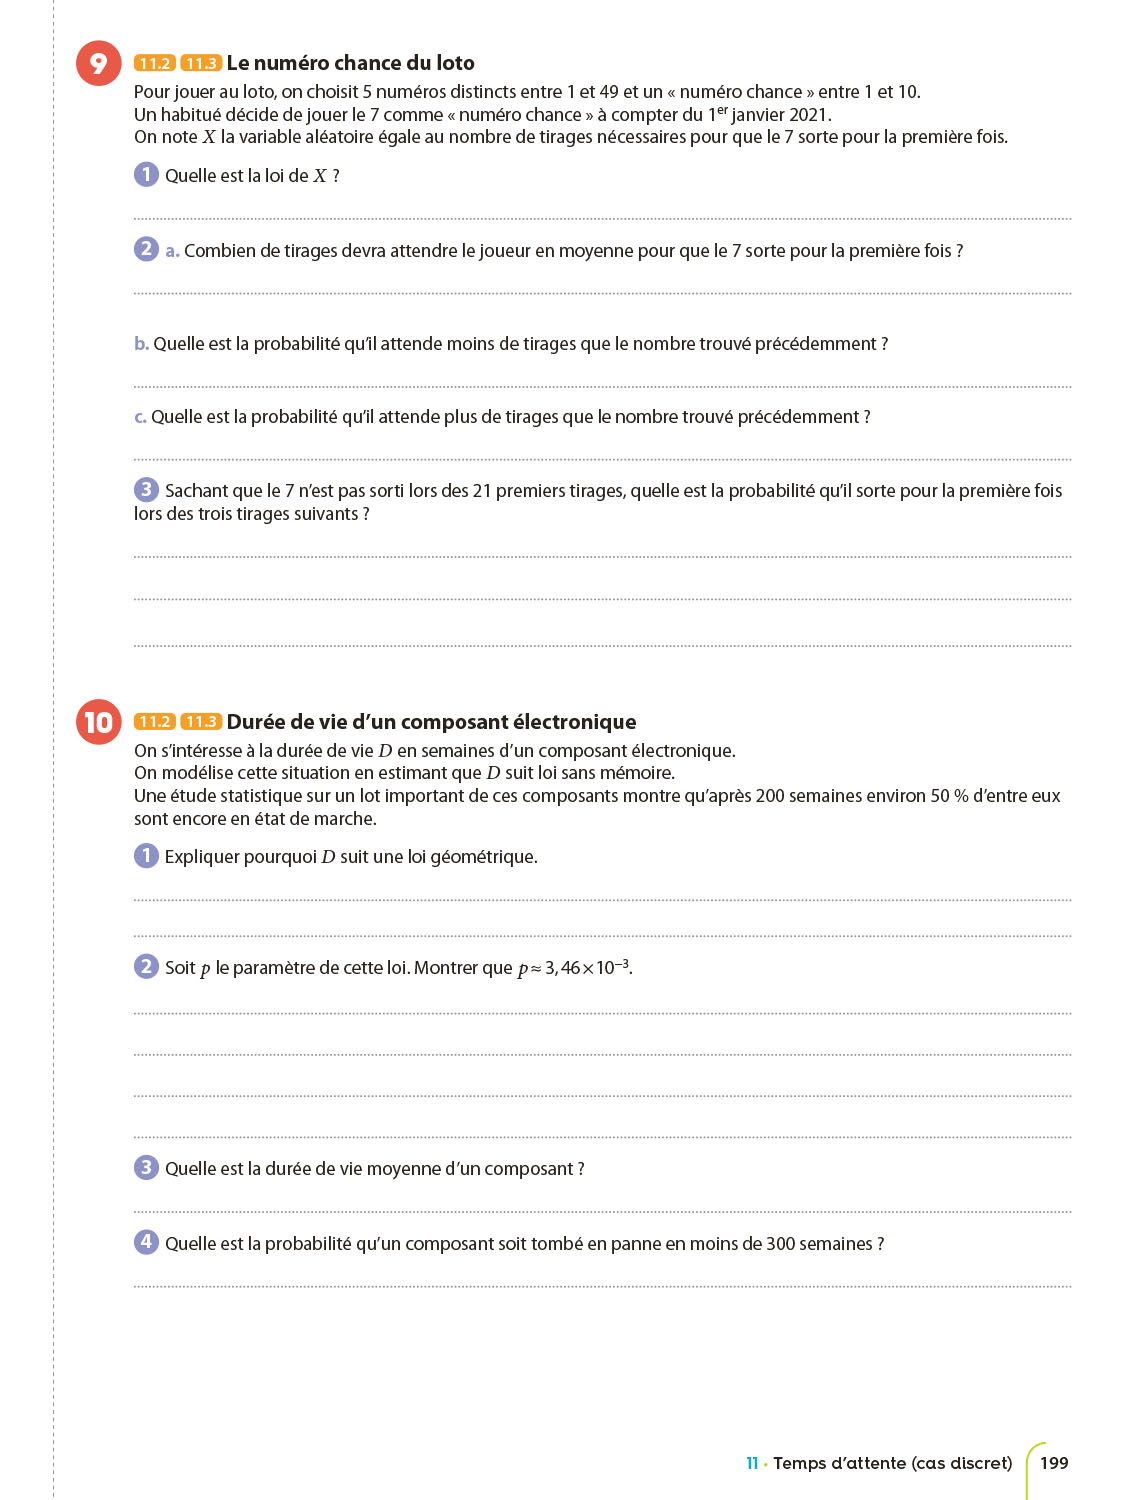 9 11.2 11.3 Le numéro chance du loto
Pour jouer au loto, on choisit 5 numéros distincts entre 1 et 49 et un « numéro chance » entre 1 et 10.
Un habitué décide de jouer le 7 comme « numéro chance » à compter du 1er janvier 2021.
On note X la variable aléatoire égale au nombre de tirages nécessaires pour que le 7 sorte pour la première fois.
1 Quelle est la loi de X ?
2 a. Combien de tirages devra attendre le joueur en moyenne pour que le 7 sorte pour la première fois ?
b. Quelle est la probabilité qu’il attende moins de tirages que le nombre trouvé précédemment ?
c. Quelle est la probabilité qu’il attende plus de tirages que le nombre trouvé précédemment ?
3 Sachant que le 7 n’est pas sorti lors des 21 premiers tirages, quelle est la probabilité qu’il sorte pour la première fois
lors des trois tirages suivants ?
10 11.2 11.3 Durée de vie d’un composant électronique
On s’intéresse à la durée de vie D en semaines d’un composant électronique.
On modélise cette situation en estimant que D suit loi sans mémoire.
Une étude statistique sur un lot important de ces composants montre qu’après 200 semaines environ 50 % d’entre eux
sont encore en état de marche.
1 Expliquer pourquoi D suit une loi géométrique.
2 Soit p le paramètre de cette loi. Montrer que p ≈ 3,46 × 10⁻³.
3 Quelle est la durée de vie moyenne d’un composant ?
4 Quelle est la probabilité qu’un composant soit tombé en panne en moins de 300 semaines ?
11 • Temps d’attente (cas discret) 199